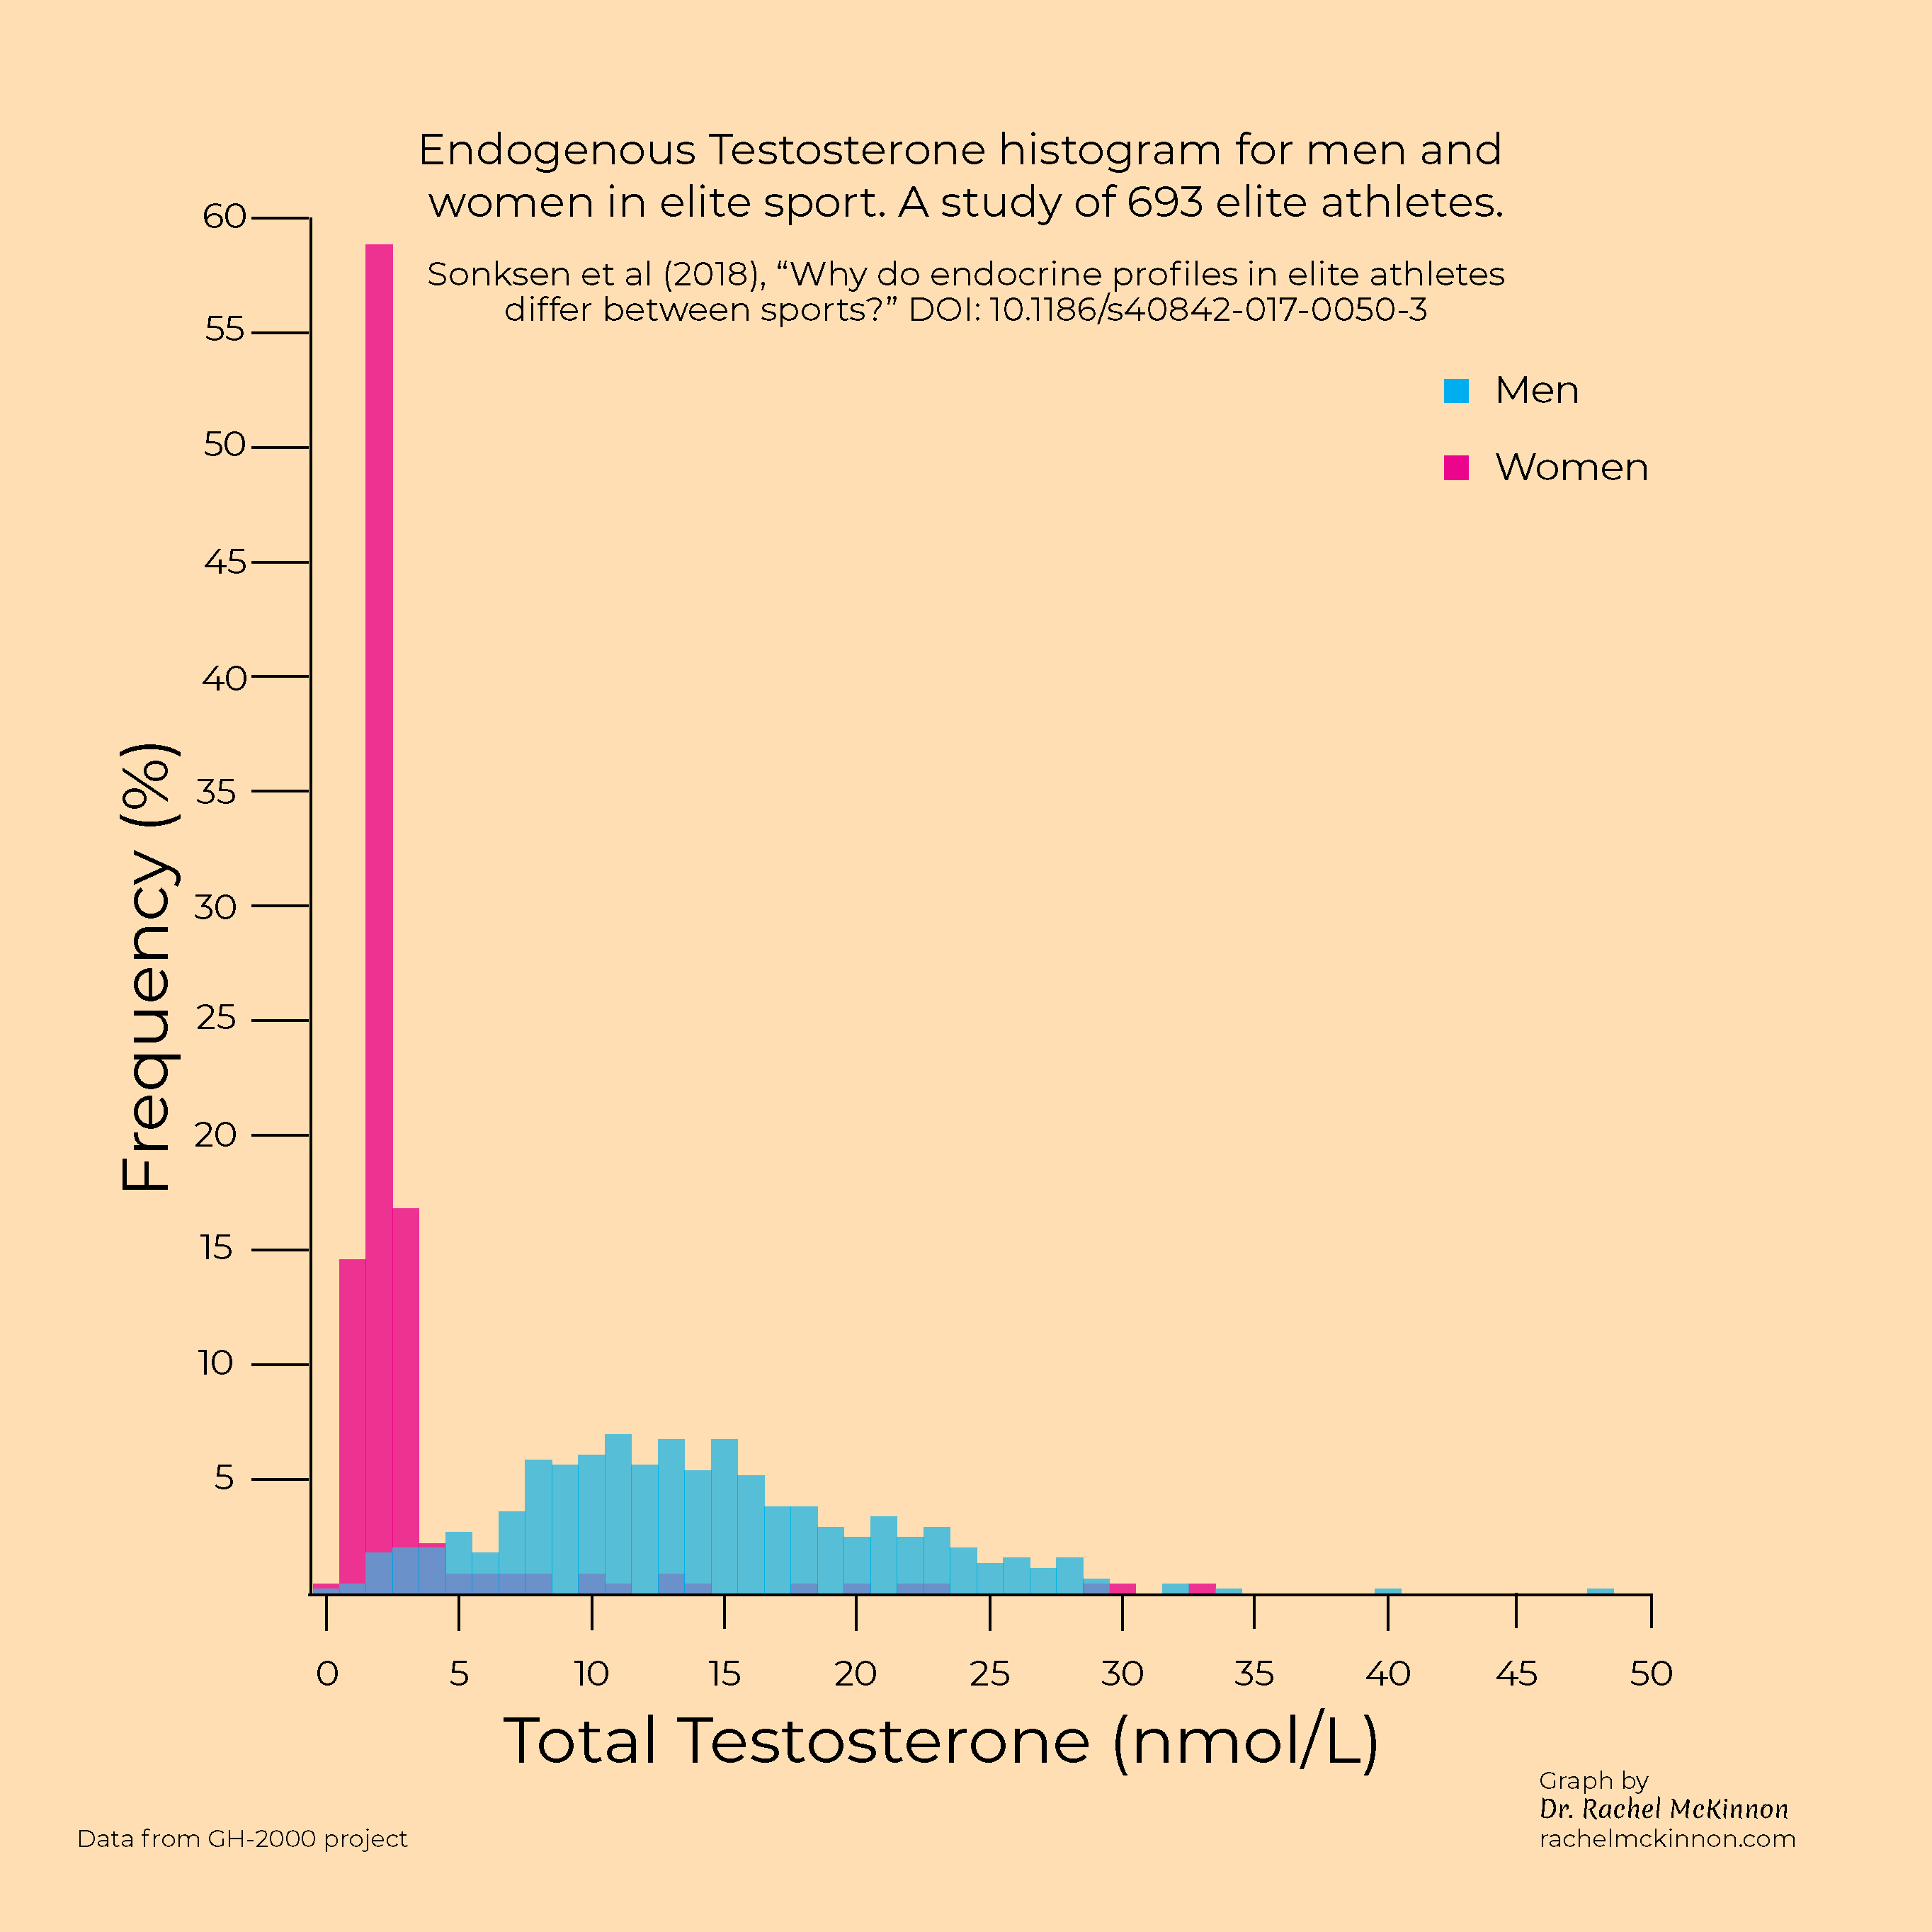 Endogenous Testosterone histogram for men and
women in elite sport. A study of 693 elite athletes.
Sonksen et al (2018), “Why do endocrine profiles in elite athletes
differ between sports?” DOI: 10.1186/s40842-017-0050-3
Men
Women
Frequency (%)
60
55
50
45
40
35
30
25
20
15
10
5
0 5 10 15 20 25 30 35 40 45 50
Total Testosterone (nmol/L)
Graph by
Dr. Rachel McKinnon
rachelmckinnon.com
Data from GH-2000 project